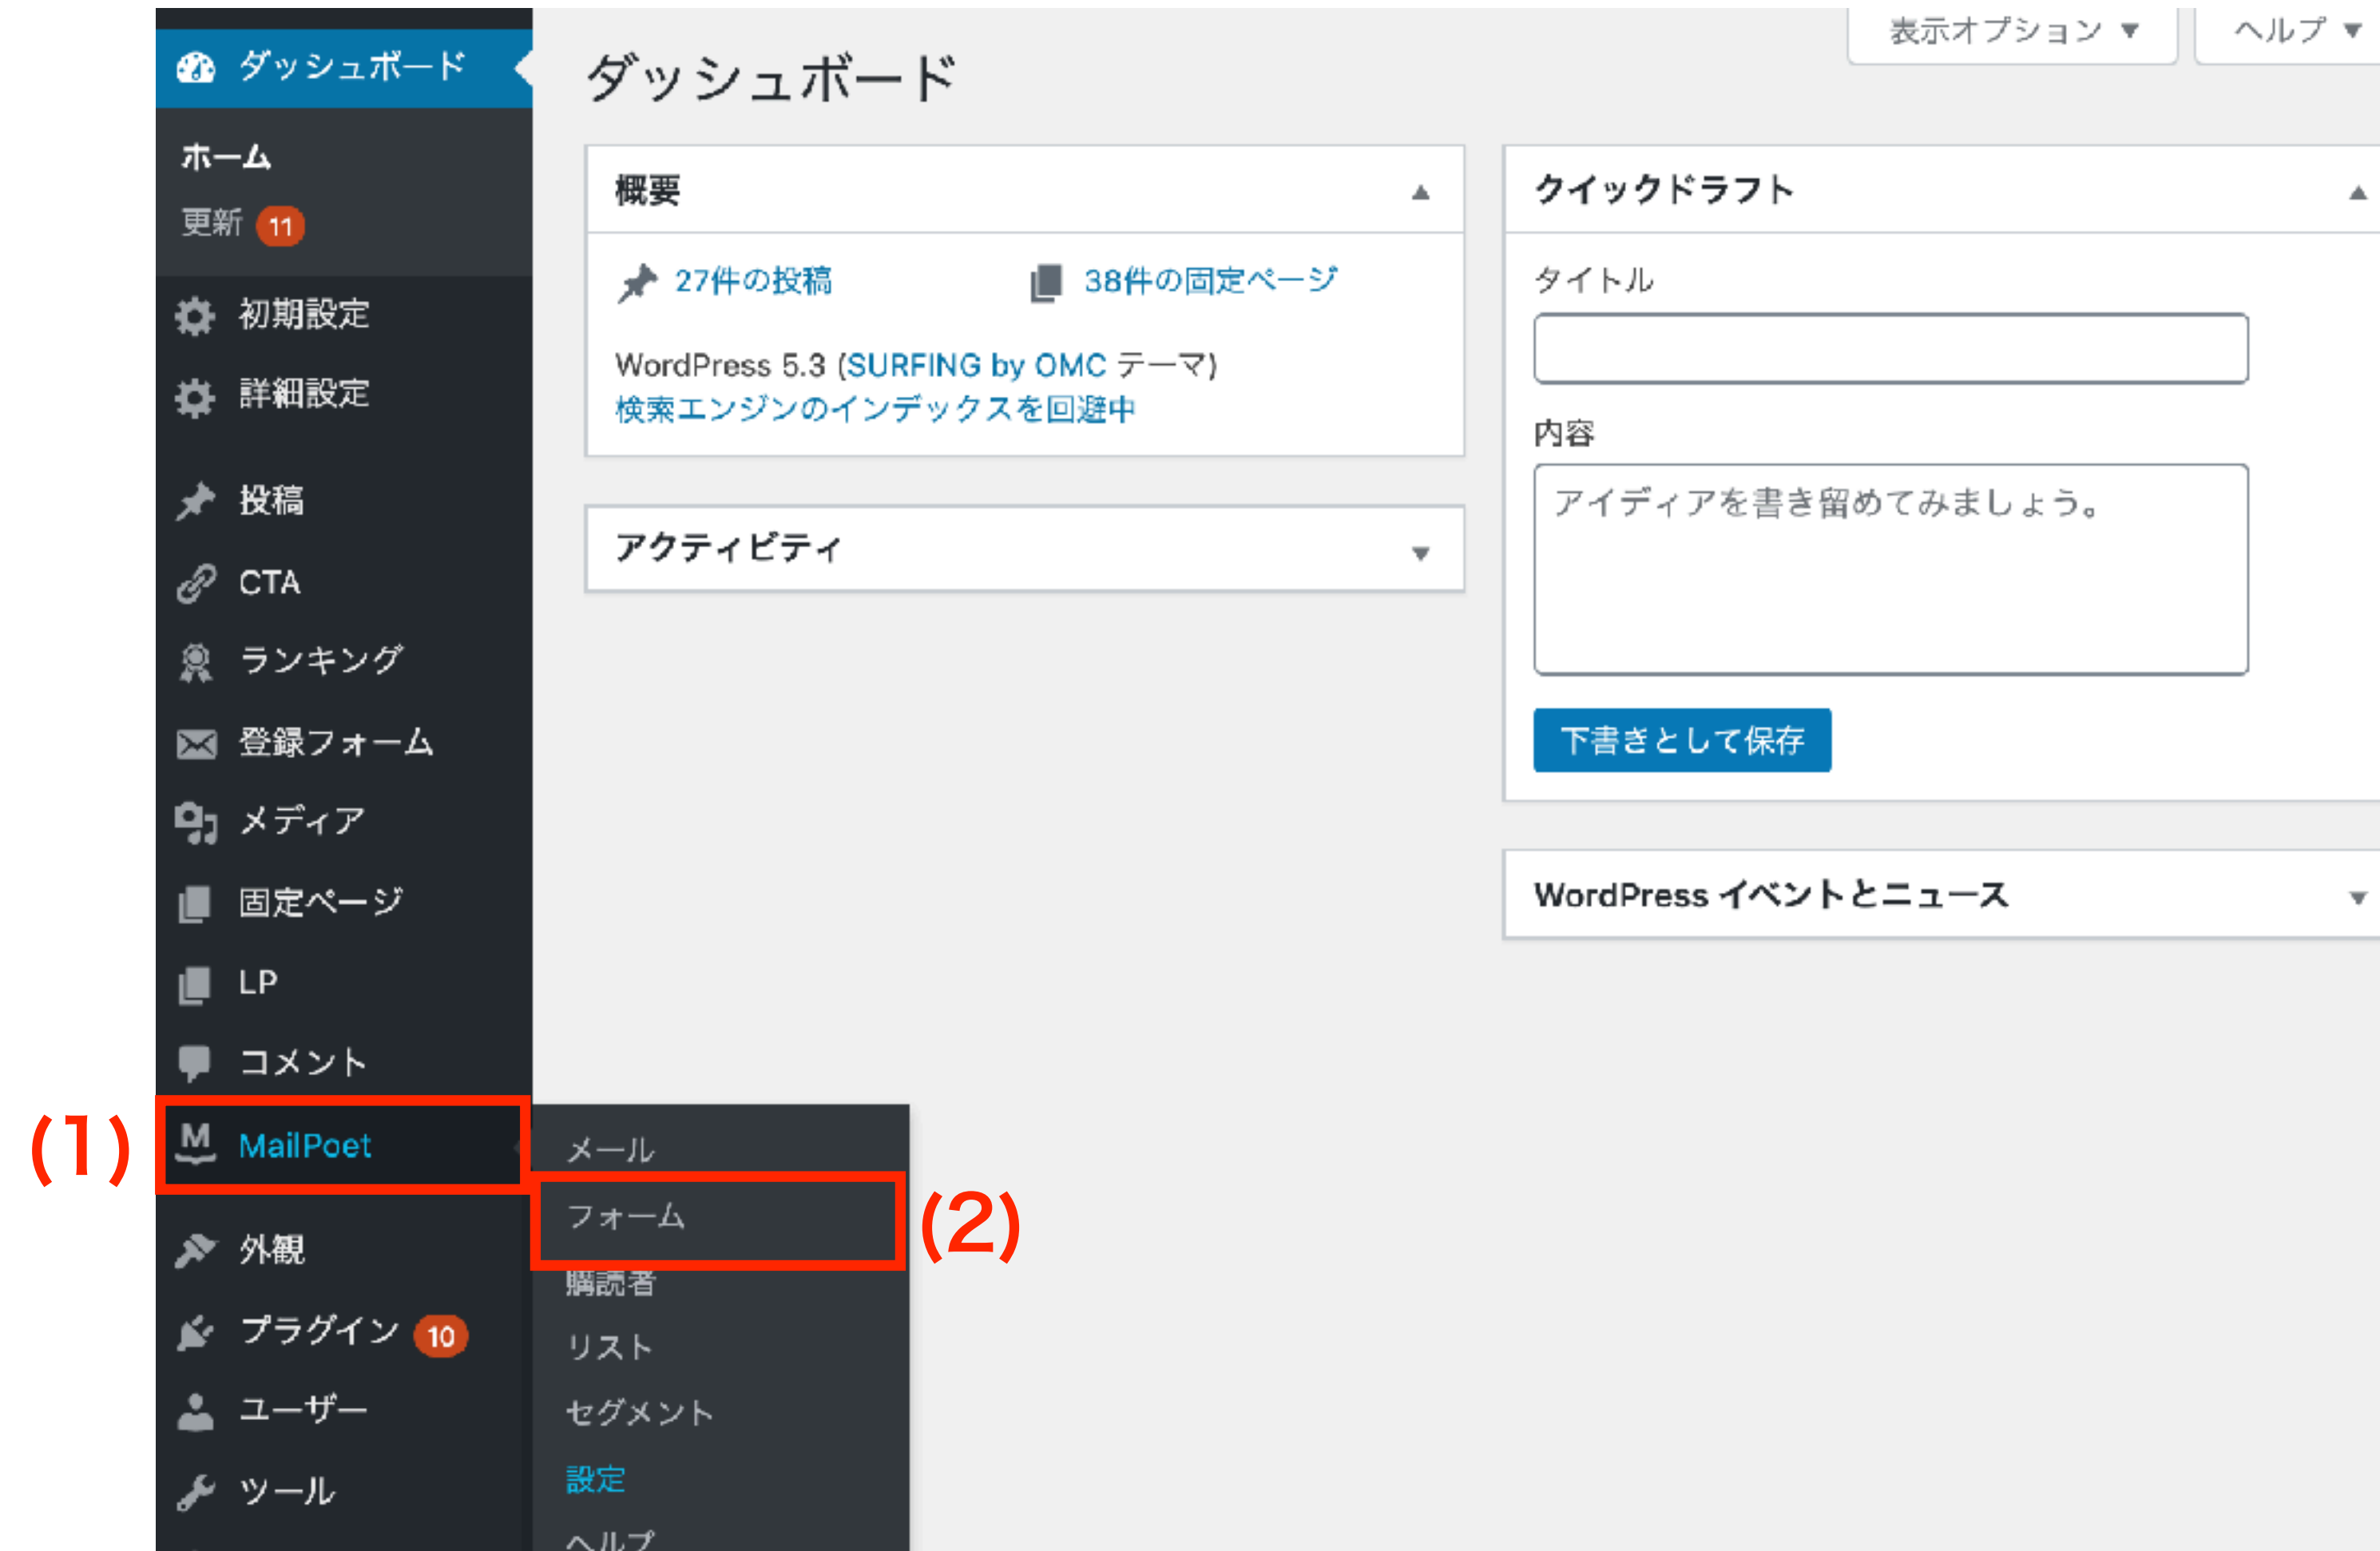 表示オプション ▼
ヘルプ ▼
ダッシュボード
ホーム
更新 11
初期設定
詳細設定
投稿
CTA
ランキング
登録フォーム
メディア
固定ページ
LP
コメント
(1)
MailPoet
外観
プラグイン 10
ユーザー
ツール
メール
フォーム
(2)
購読者
リスト
セグメント
設定
ヘルプ
ダッシュボード
概要
27件の投稿
38件の固定ページ
WordPress 5.3 (SURFING by OMC テーマ)
検索エンジンのインデックスを回避中
アクティビティ
クイックドラフト
タイトル
内容
アイディアを書き留めてみましょう。
下書きとして保存
WordPress イベントとニュース